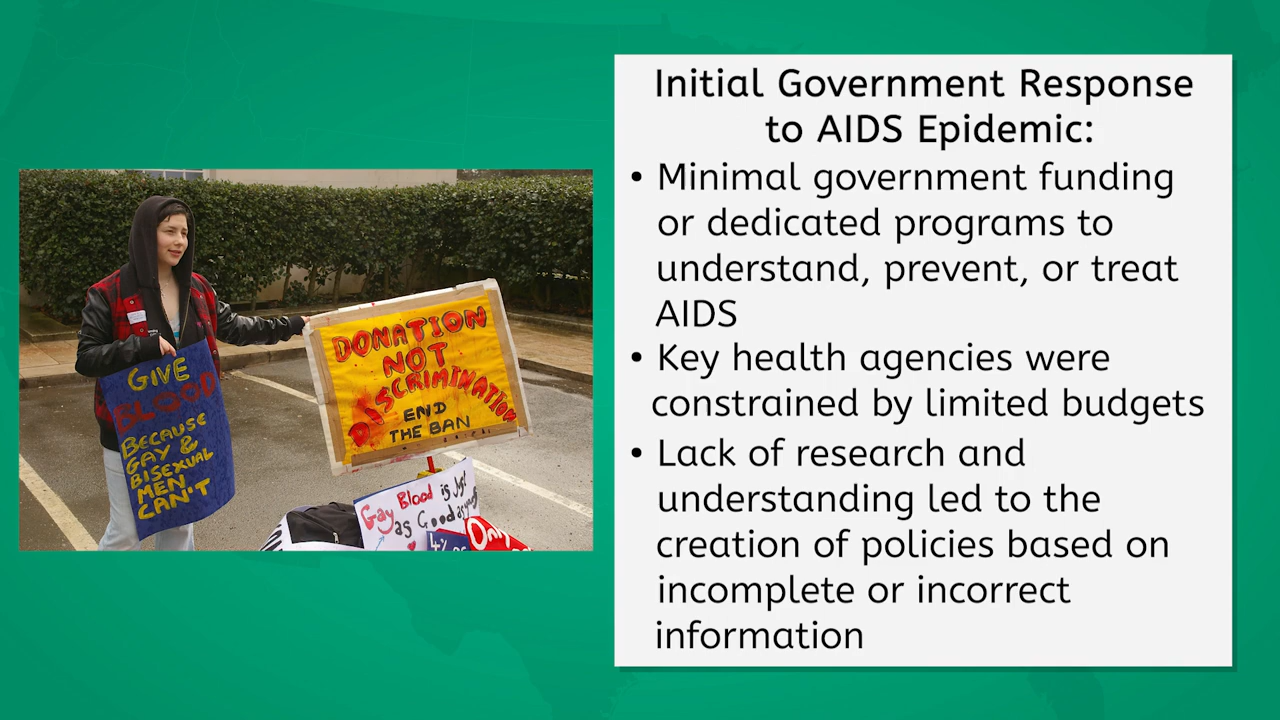 Initial Government Response
to AIDS Epidemic:
• Minimal government funding
or dedicated programs to
understand, prevent, or treat
AIDS
• Key health agencies were
constrained by limited budgets
• Lack of research and
understanding led to the
creation of policies based on
incomplete or incorrect
information
GIVE
BLOOD
BECAUSE
GAY &
BISEXUAL
MEN
CAN'T
DONATION
NOT
DISCRIMINATION
END
THE BAN
Gay Blood is Just
as Good as